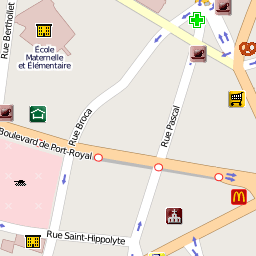 Rue Berthollet
École
Maternelle
et Élémentaire
Rue Broca
Rue Pascal
Boulevard de Port-Royal
Rue Saint-Hippolyte